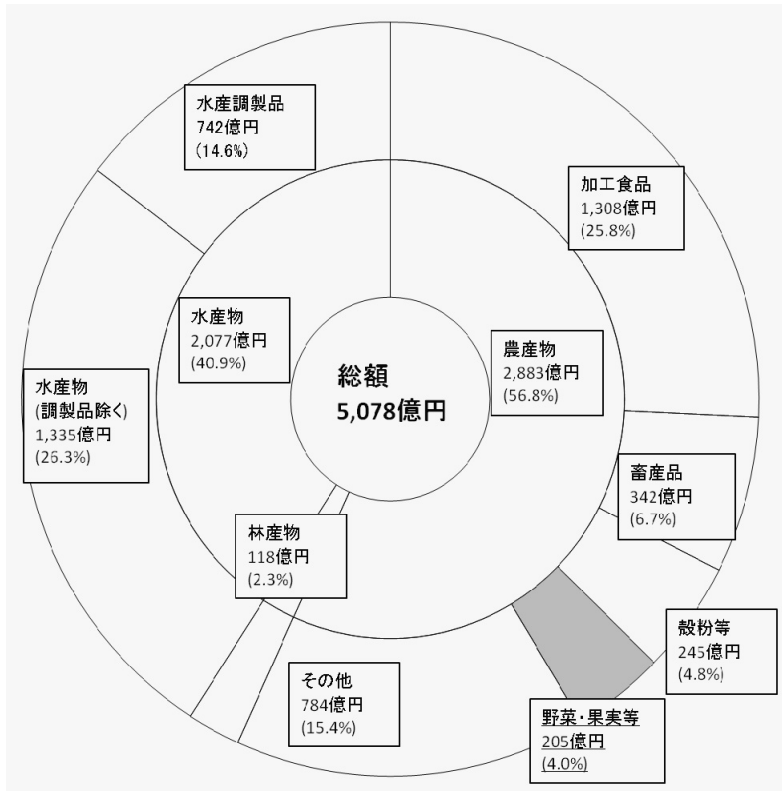 水産調製品
742億円
(14.6%)
加工食品
1,308億円
(25.8%)
水産物
2,077億円
(40.9%)
農産物
2,883億円
(56.8%)
総額
5,078億円
水産物
(調製品除く)
1,335億円
(26.3%)
畜産品
342億円
(6.7%)
林産物
118億円
(2.3%)
穀粉等
245億円
(4.8%)
その他
784億円
(15.4%)
野菜・果実等
205億円
(4.0%)